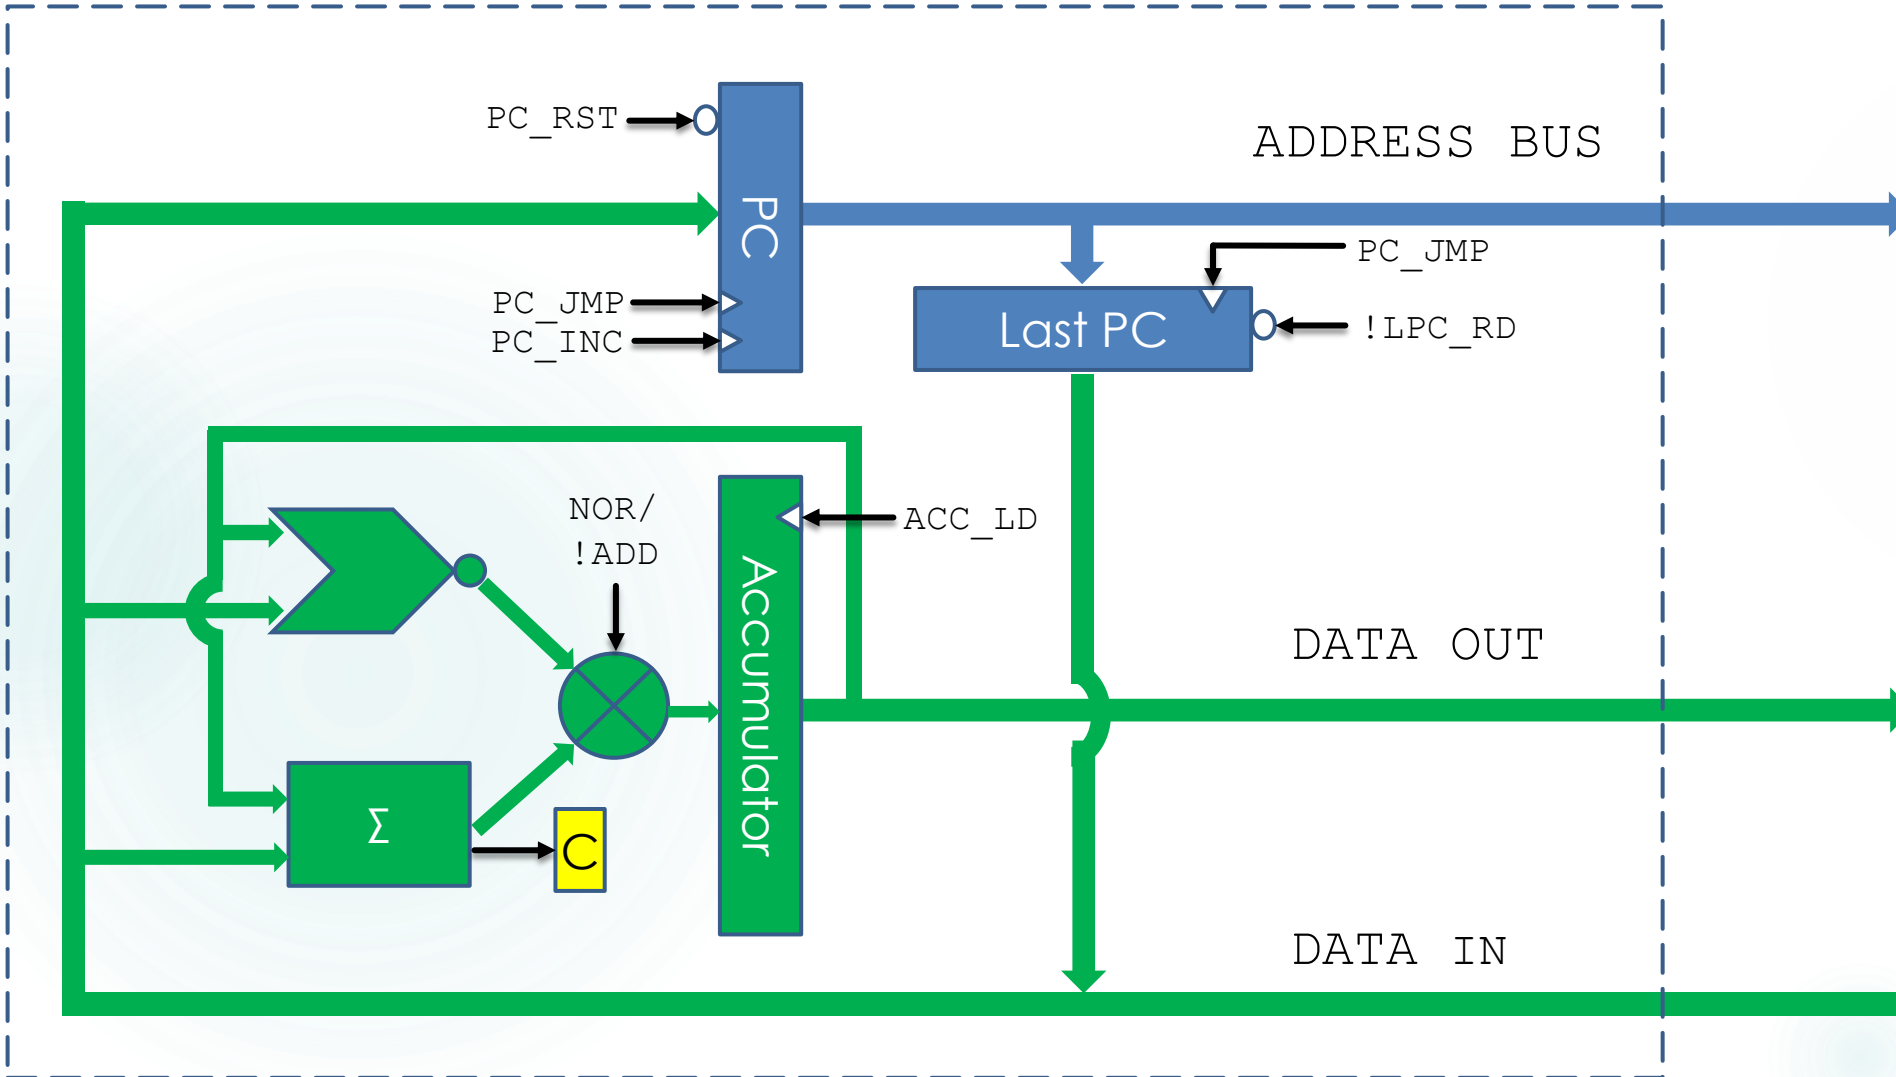 PC_RST
PC
ADDRESS BUS
PC_JMP
PC_INC
PC_JMP
Last PC
!LPC_RD
NOR/
!ADD
ACC_LD
Accumulator
DATA OUT
Σ
C
DATA IN